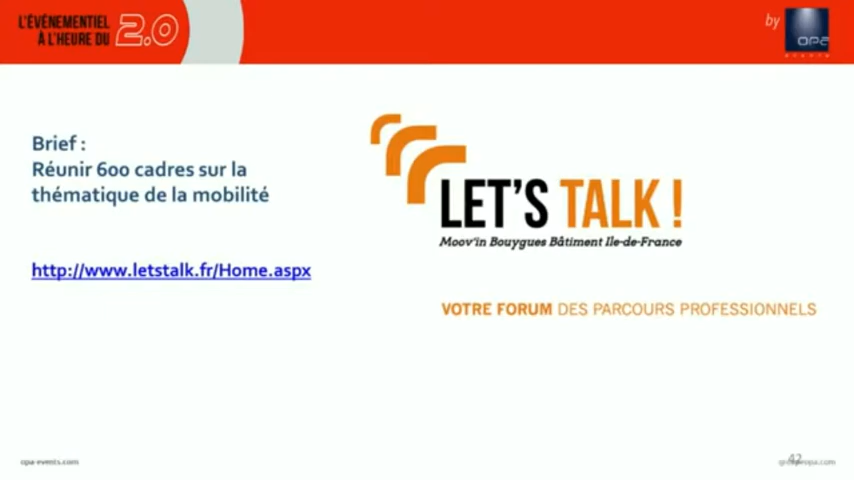 L'ÉVÉNEMENTIEL
À L'HEURE DU 2.0
by opa
events
Brief :
Réunir 600 cadres sur la
thématique de la mobilité
http://www.letstalk.fr/Home.aspx
LET'S TALK !
Moov'in Bouygues Bâtiment Ile-de-France
VOTRE FORUM DES PARCOURS PROFESSIONNELS
opa-events.com
42